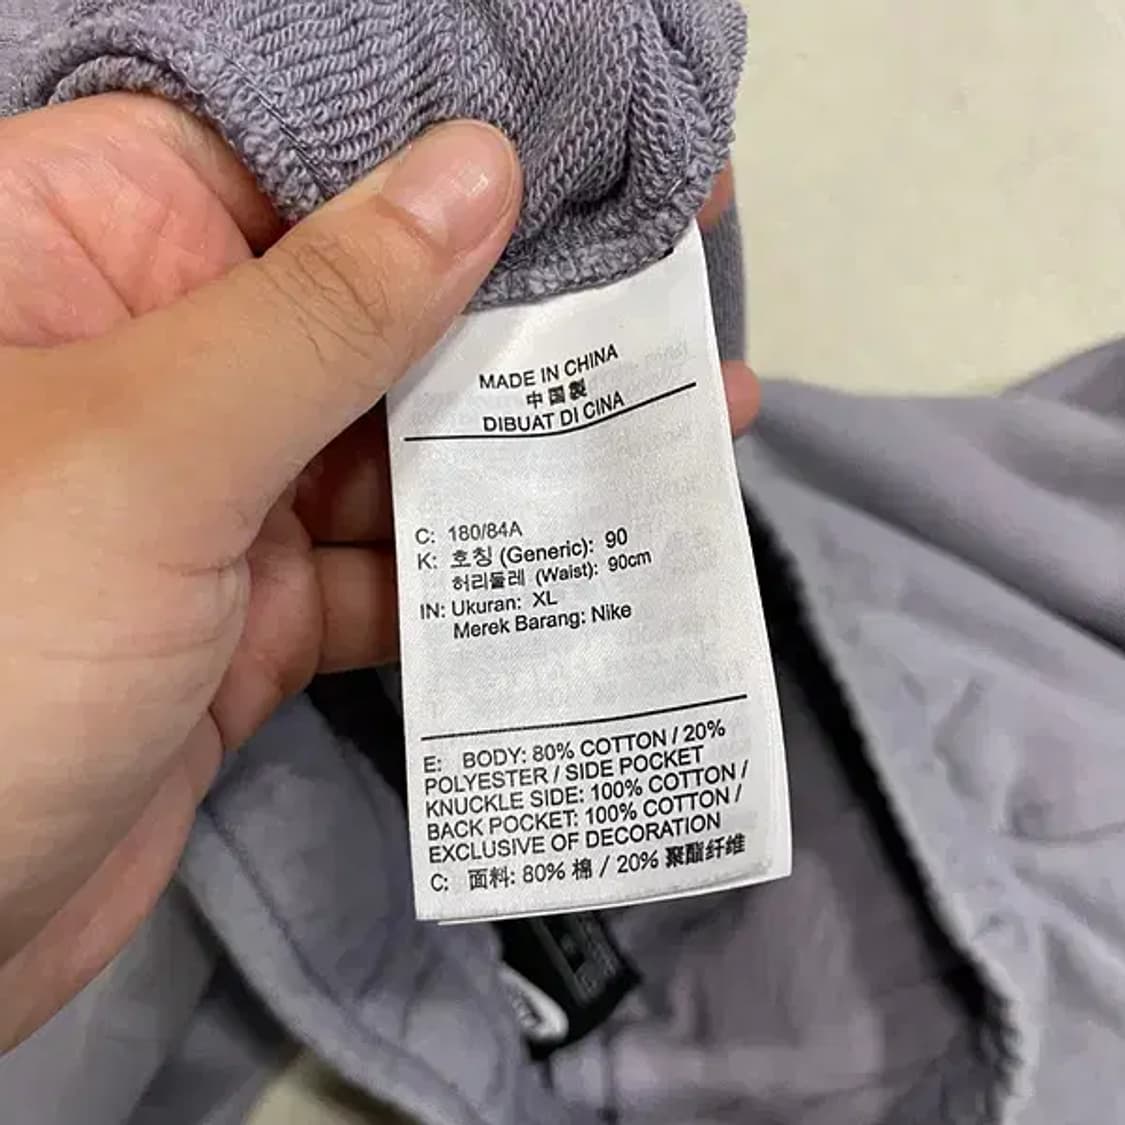 MADE IN CHINA
中国製
DIBUAT DI CINA
C: 180/84A
K: 호칭 (Generic): 90
허리둘레 (Waist): 90cm
IN: Ukuran: XL
Merek Barang: Nike
E: BODY: 80% COTTON / 20%
POLYESTER / SIDE POCKET
KNUCKLE SIDE: 100% COTTON /
BACK POCKET: 100% COTTON /
EXCLUSIVE OF DECORATION
C: 面料: 80% 棉 / 20% 聚酯纤维